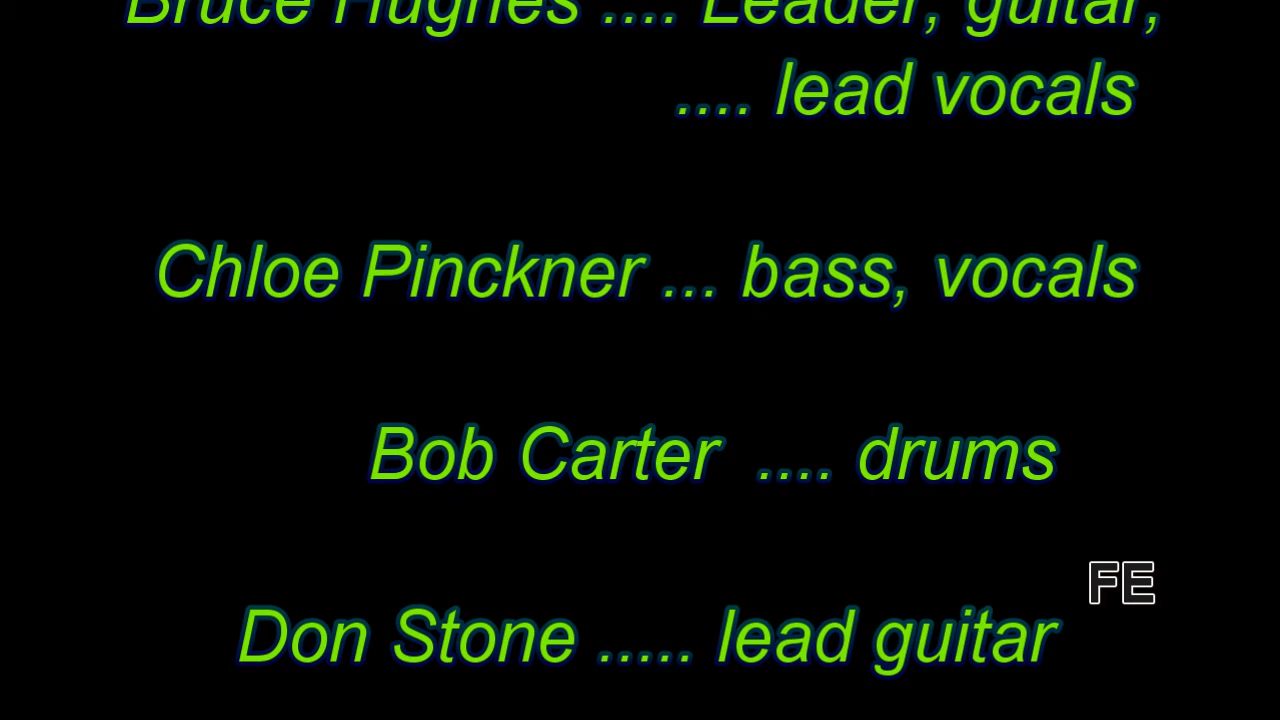 Bruce Hughes .... Leader, guitar,
.... lead vocals
Chloe Pinckner ... bass, vocals
Bob Carter .... drums
FE
Don Stone ..... lead guitar